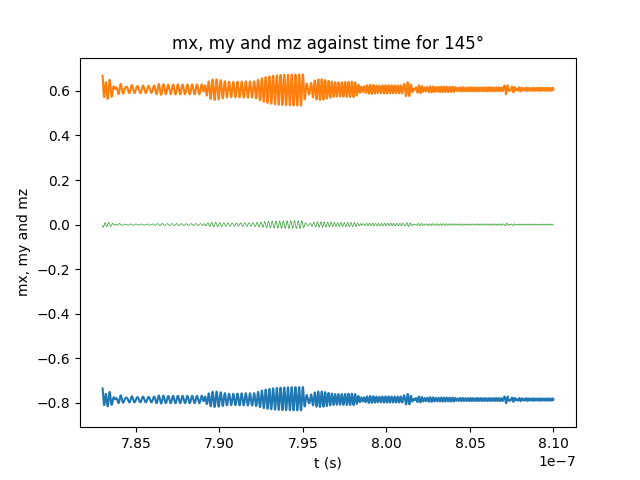 mx, my and mz against time for 145°
mx, my and mz
0.6
0.4
0.2
0.0
−0.2
−0.4
−0.6
−0.8
7.85 7.90 7.95 8.00 8.05 8.10
1e−7
t (s)